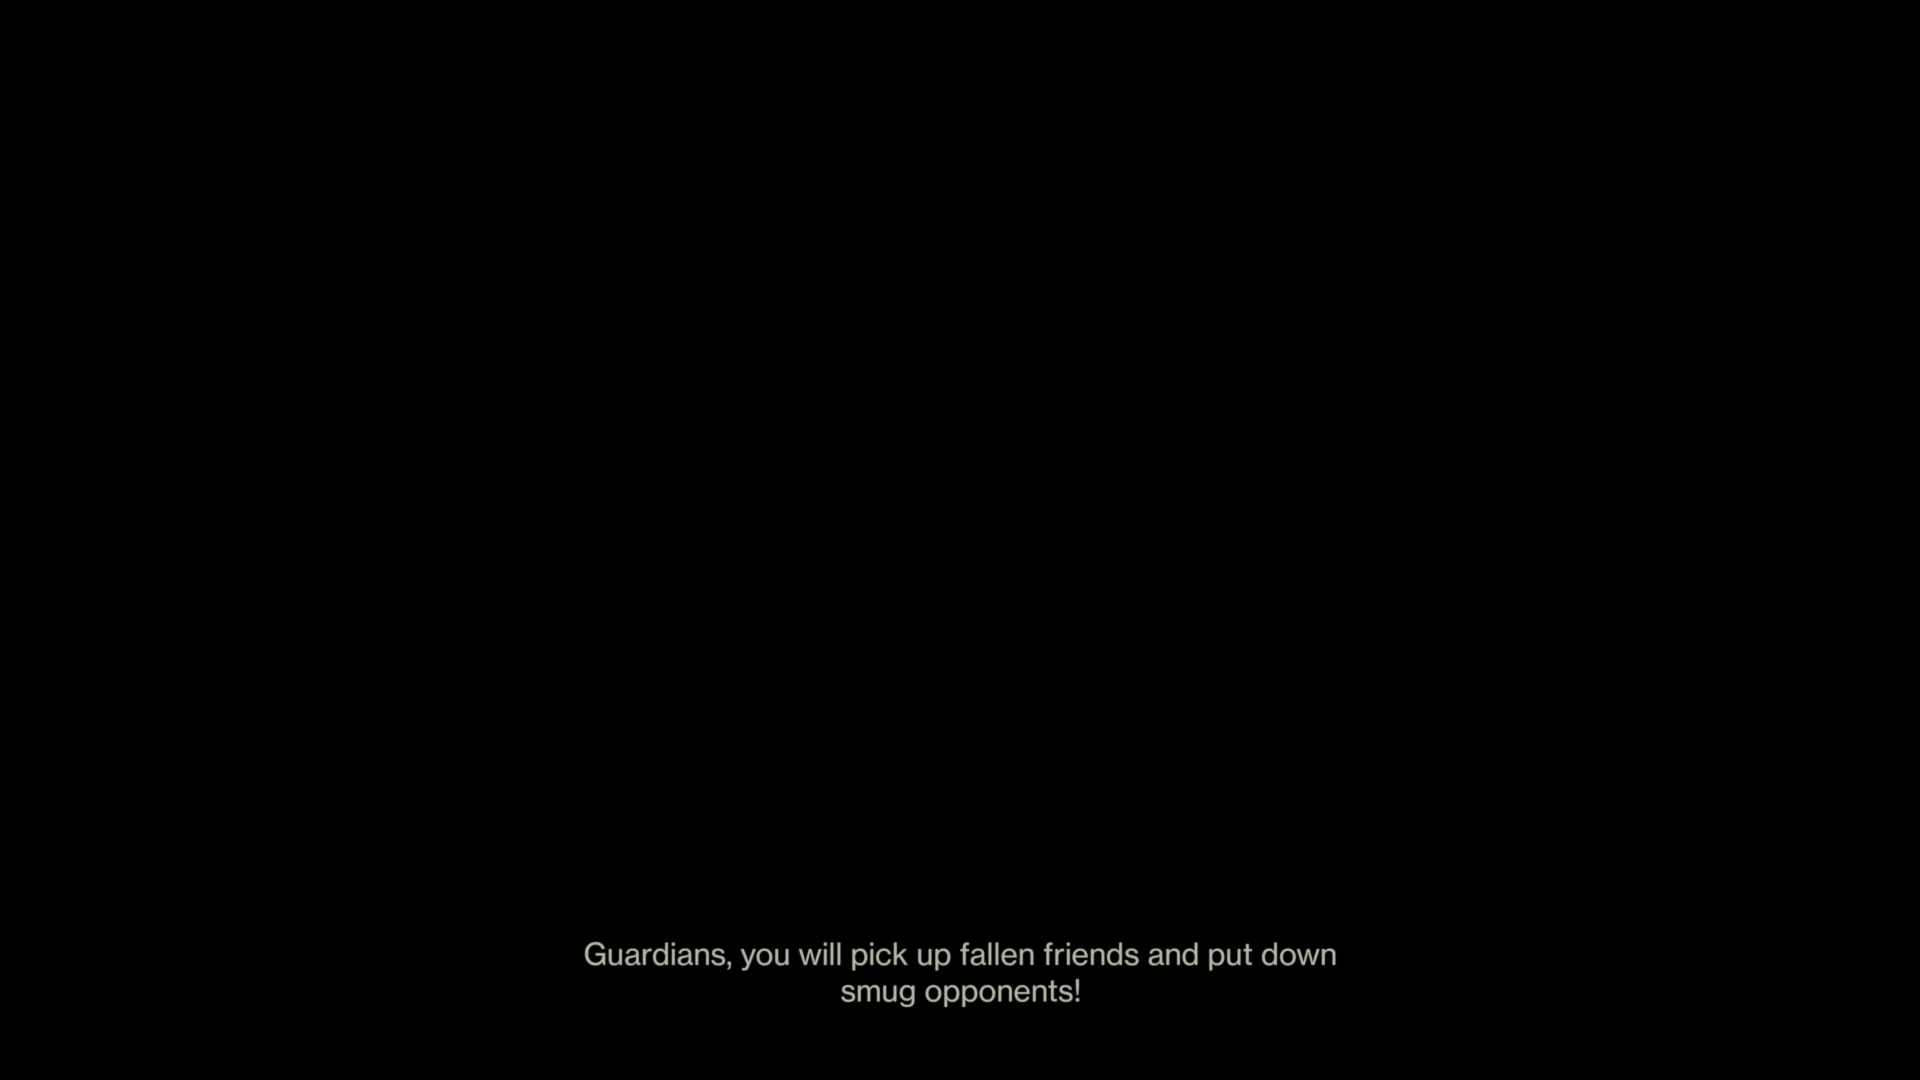 Guardians, you will pick up fallen friends and put down
smug opponents!